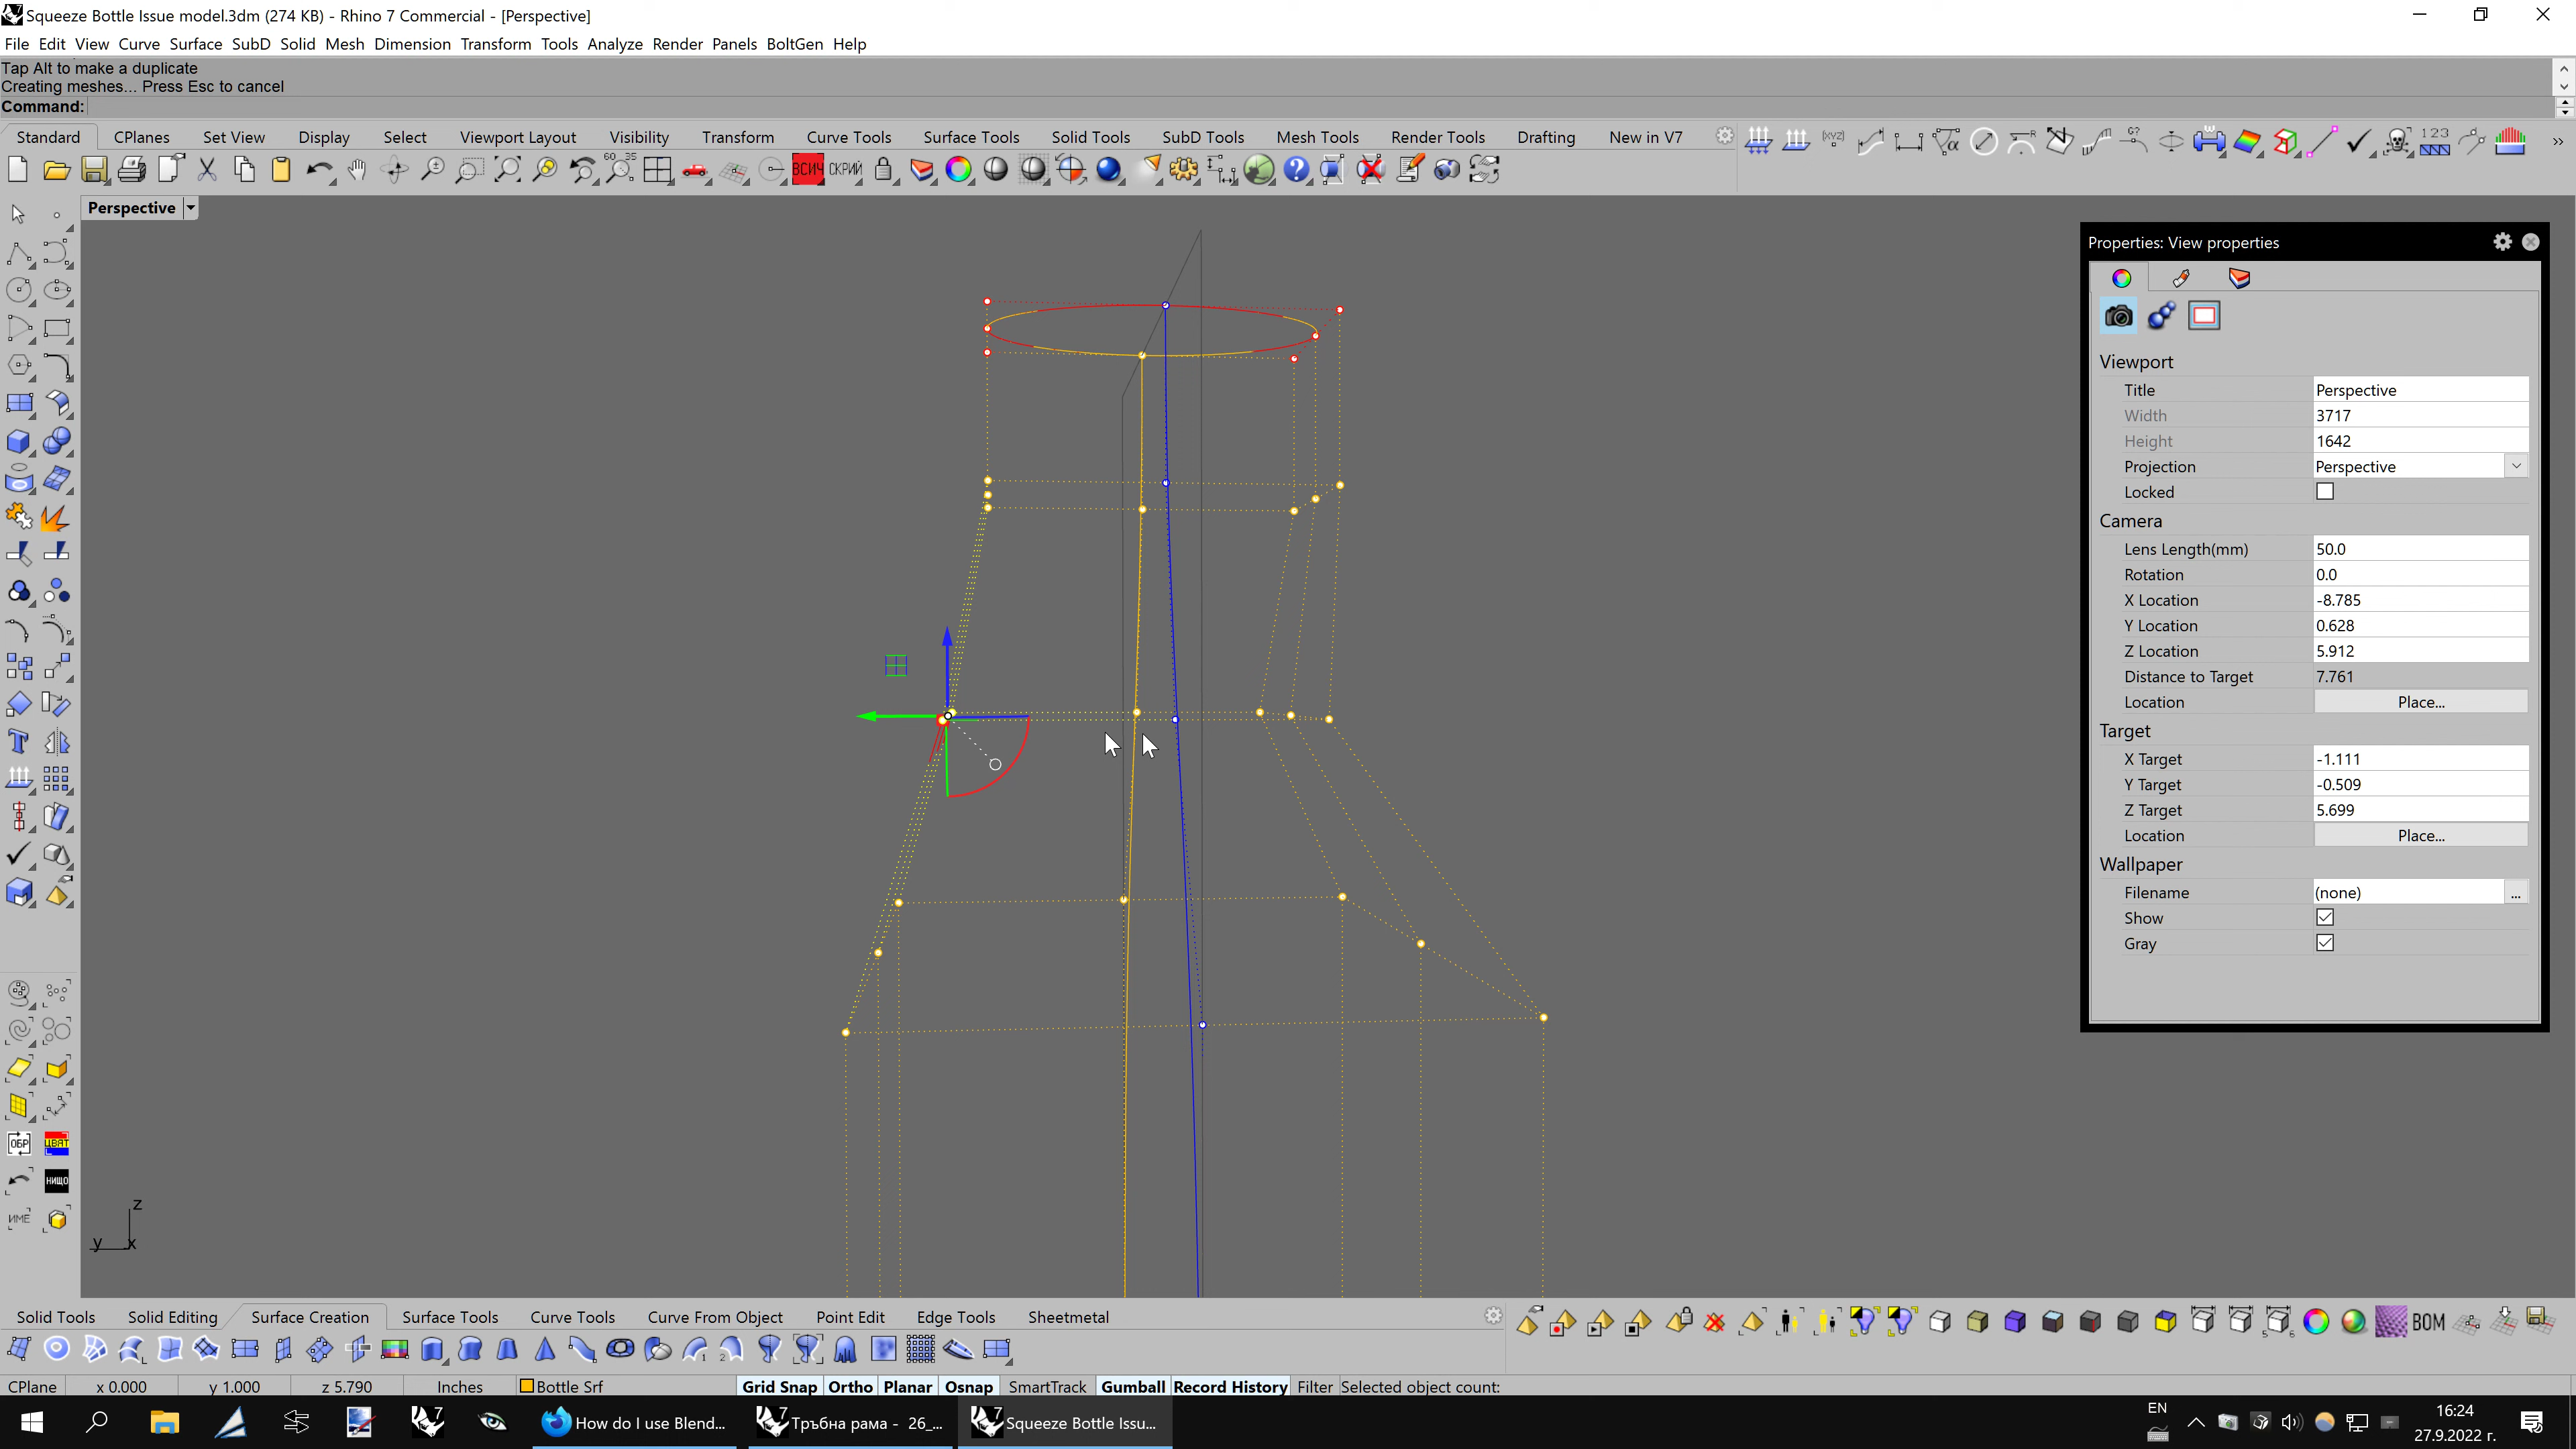 Squeeze Bottle Issue model.3dm (274 KB) - Rhino 7 Commercial - [Perspective]
File Edit View Curve Surface SubD Solid Mesh Dimension Transform Tools Analyze Render Panels BoltGen Help
Tap Alt to make a duplicate
Creating meshes... Press Esc to cancel
Command:
Standard CPlanes Set View Display Select Viewport Layout Visibility Transform Curve Tools Surface Tools Solid Tools SubD Tools Mesh Tools Render Tools Drafting New in V7
ВСИЧ СКРИЙ
Perspective
Properties: View properties
Viewport
Title Perspective
Width 3717
Height 1642
Projection Perspective
Locked
Camera
Lens Length(mm) 50.0
Rotation 0.0
X Location -8.785
Y Location 0.628
Z Location 5.912
Distance to Target 7.761
Location Place...
Target
X Target -1.111
Y Target -0.509
Z Target 5.699
Location Place...
Wallpaper
Filename (none) ...
Show
Gray
ОБР ЦВЯТ
НИЩО
ИМЕ
z
y x
Solid Tools Solid Editing Surface Creation Surface Tools Curve Tools Curve From Object Point Edit Edge Tools Sheetmetal
BOM
CPlane x 0.000 y 1.000 z 5.790 Inches Bottle Srf Grid Snap Ortho Planar Osnap SmartTrack Gumball Record History Filter Selected object count:
How do I use Blend... Тръбна рама - 26_... Squeeze Bottle Issu...
EN
16:24
27.9.2022 г.